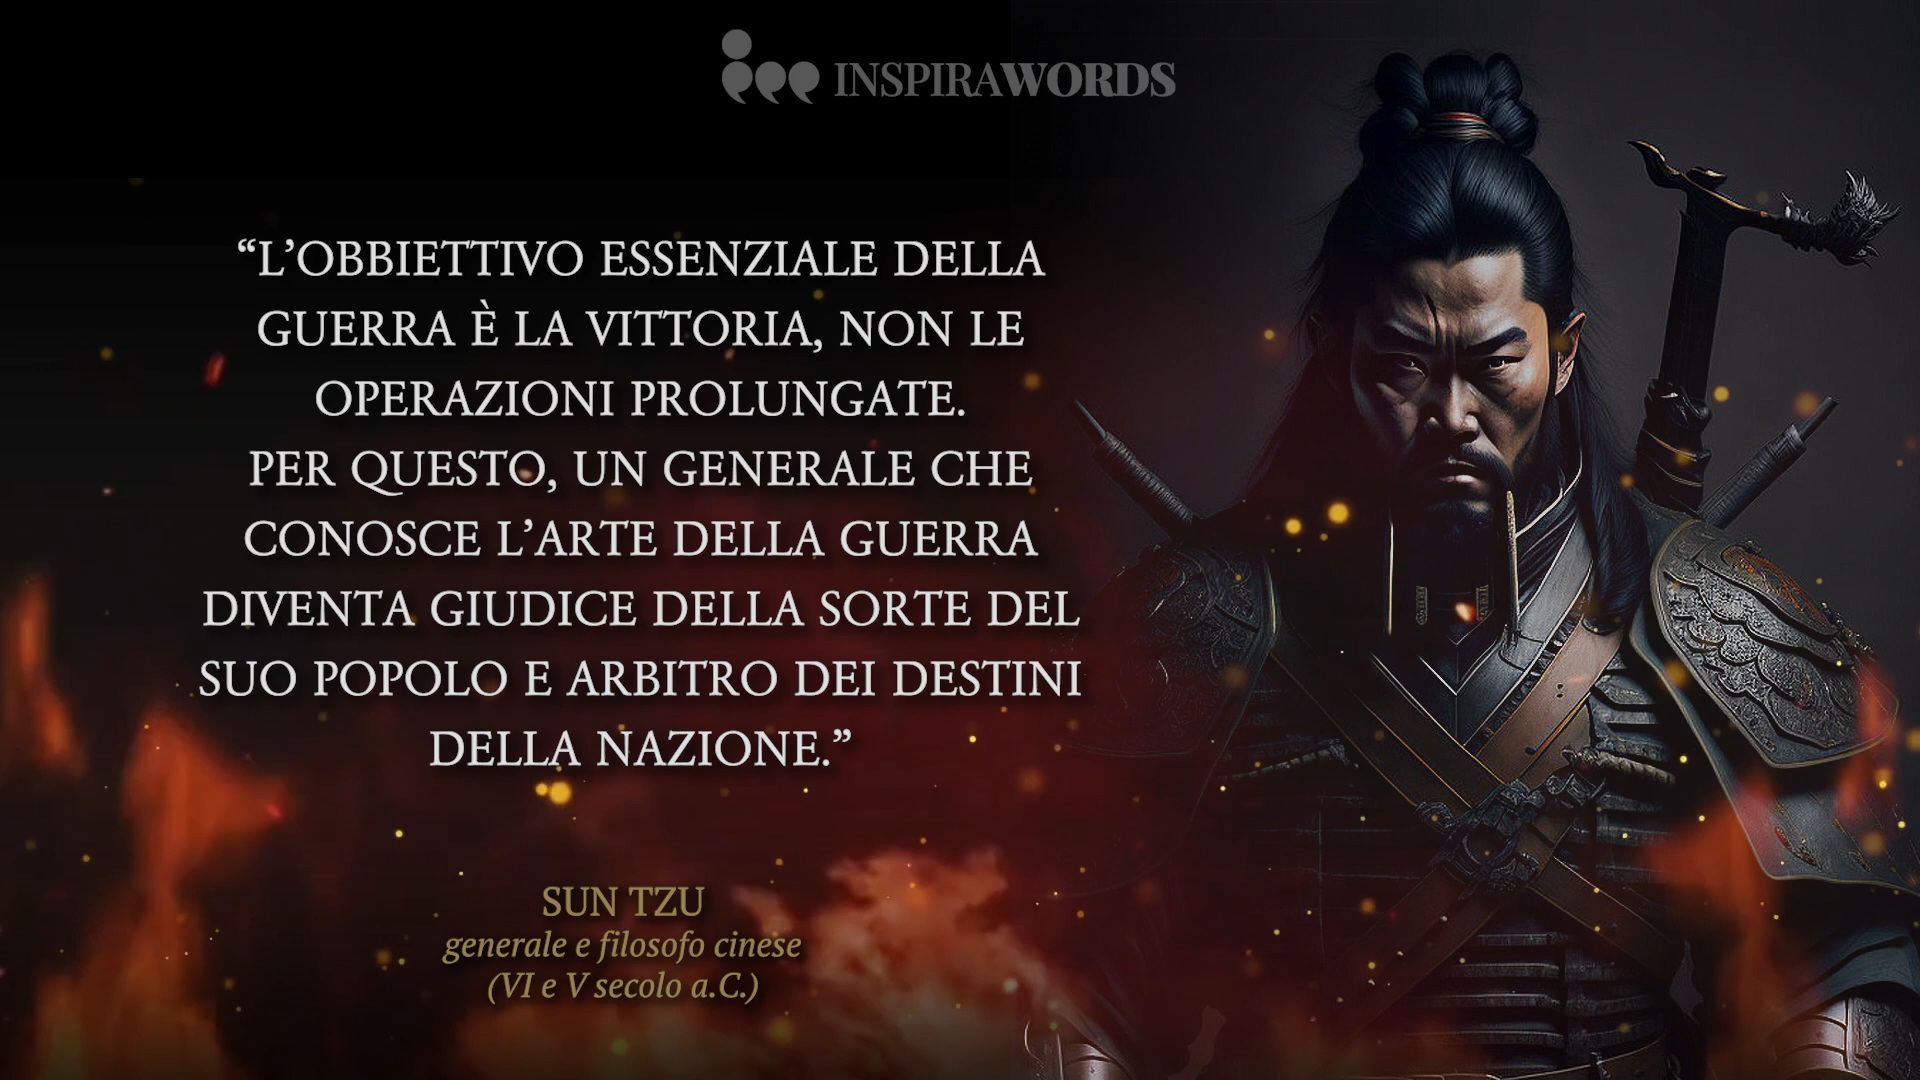 INSPIRAWORDS
“L’OBBIETTIVO ESSENZIALE DELLA
GUERRA È LA VITTORIA, NON LE
OPERAZIONI PROLUNGATE.
PER QUESTO, UN GENERALE CHE
CONOSCE L’ARTE DELLA GUERRA
DIVENTA GIUDICE DELLA SORTE DEL
SUO POPOLO E ARBITRO DEI DESTINI
DELLA NAZIONE.”
SUN TZU
generale e filosofo cinese
(VI e V secolo a.C.)